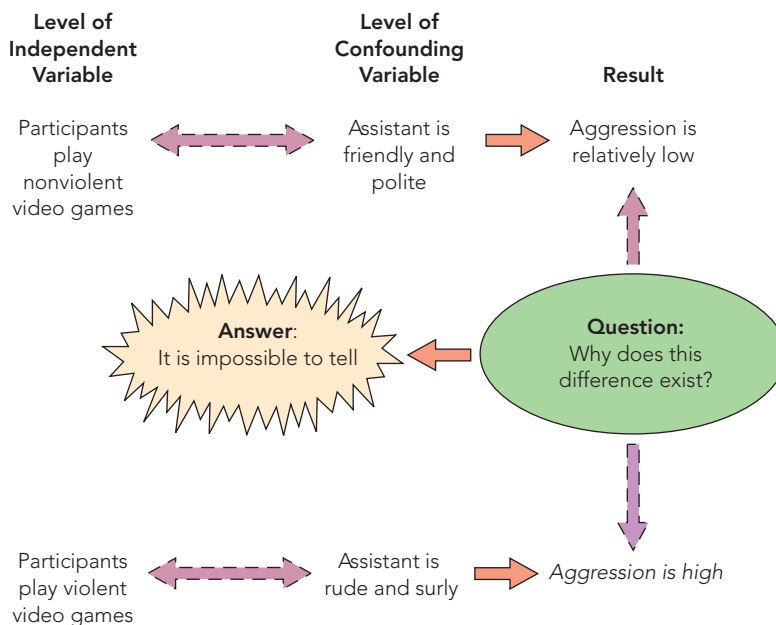 Level of
Independent
Variable
Level of
Confounding
Variable
Result
Participants
play
nonviolent
video games
Assistant is
friendly and
polite
Aggression is
relatively low
Answer:
It is impossible to tell
Question:
Why does this
difference exist?
Participants
play violent
video games
Assistant is
rude and surly
Aggression is high